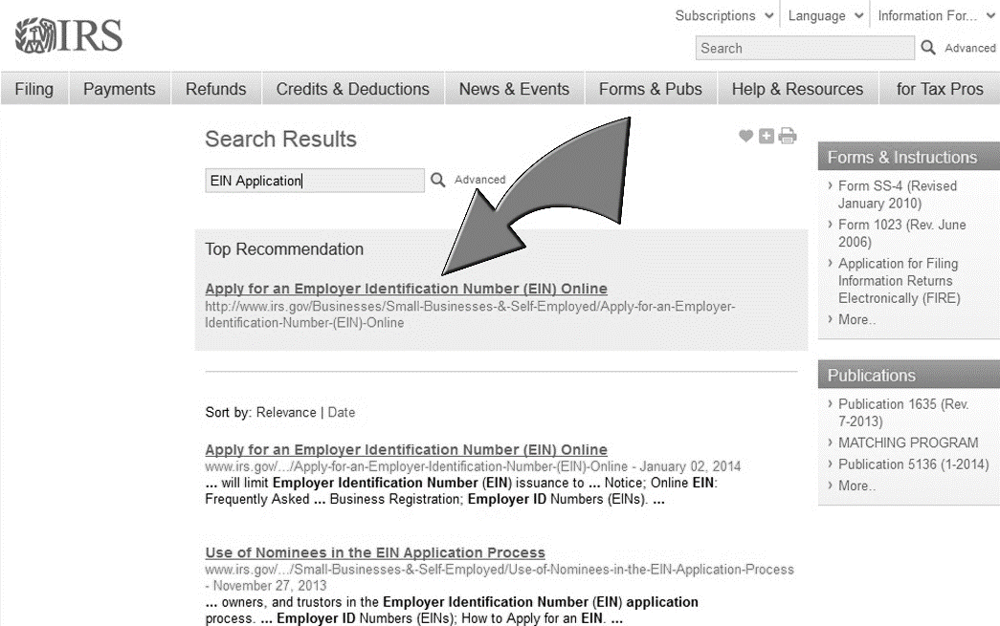 Subscriptions Language Information For...
IRS
Search Advanced
Filing Payments Refunds Credits & Deductions News & Events Forms & Pubs Help & Resources for Tax Pros
Search Results
EIN Application Advanced
Top Recommendation
Apply for an Employer Identification Number (EIN) Online
http://www.irs.gov/Businesses/Small-Businesses-&-Self-Employed/Apply-for-an-Employer-
Identification-Number-(EIN)-Online
Sort by: Relevance | Date
Apply for an Employer Identification Number (EIN) Online
www.irs.gov/.../Apply-for-an-Employer-Identification-Number-(EIN)-Online - January 02, 2014
... will limit Employer Identification Number (EIN) issuance to ... Notice; Online EIN:
Frequently Asked ... Business Registration; Employer ID Numbers (EINs). ...
Use of Nominees in the EIN Application Process
www.irs.gov/.../Small-Businesses-&-Self-Employed/Use-of-Nominees-in-the-EIN-Application-Process
- November 27, 2013
... owners, and trustors in the Employer Identification Number (EIN) application
process. ... Employer ID Numbers (EINs); How to Apply for an EIN. ...
Forms & Instructions
› Form SS-4 (Revised
January 2010)
› Form 1023 (Rev. June
2006)
› Application for Filing
Information Returns
Electronically (FIRE)
› More..
Publications
› Publication 1635 (Rev.
7-2013)
› MATCHING PROGRAM
› Publication 5136 (1-2014)
› More..